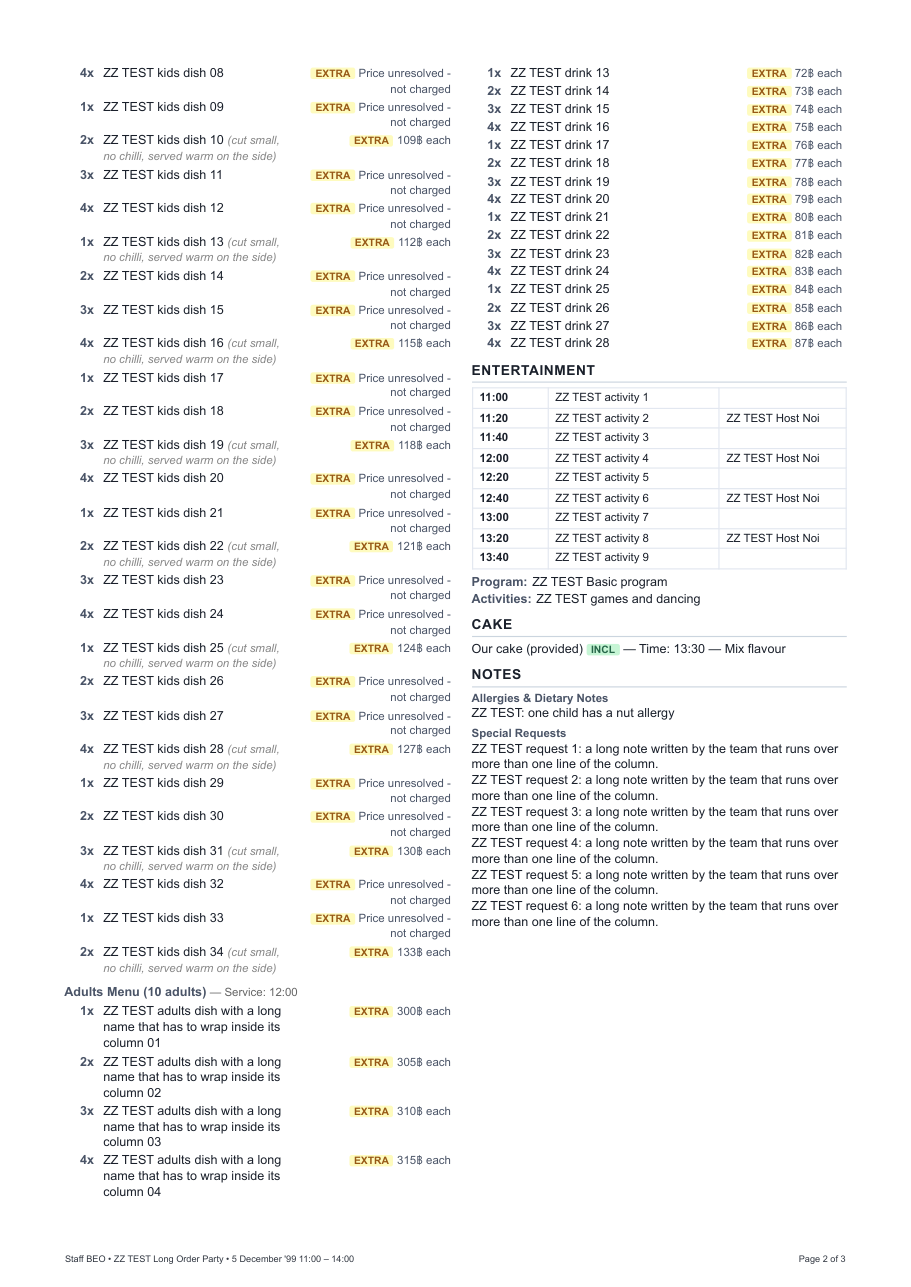 4x ZZ TEST kids dish 08 EXTRA Price unresolved -
not charged
1x ZZ TEST kids dish 09 EXTRA Price unresolved -
not charged
2x ZZ TEST kids dish 10 (cut small, EXTRA 109฿ each
no chilli, served warm on the side)
3x ZZ TEST kids dish 11 EXTRA Price unresolved -
not charged
4x ZZ TEST kids dish 12 EXTRA Price unresolved -
not charged
1x ZZ TEST kids dish 13 (cut small, EXTRA 112฿ each
no chilli, served warm on the side)
2x ZZ TEST kids dish 14 EXTRA Price unresolved -
not charged
3x ZZ TEST kids dish 15 EXTRA Price unresolved -
not charged
4x ZZ TEST kids dish 16 (cut small, EXTRA 115฿ each
no chilli, served warm on the side)
1x ZZ TEST kids dish 17 EXTRA Price unresolved -
not charged
2x ZZ TEST kids dish 18 EXTRA Price unresolved -
not charged
3x ZZ TEST kids dish 19 (cut small, EXTRA 118฿ each
no chilli, served warm on the side)
4x ZZ TEST kids dish 20 EXTRA Price unresolved -
not charged
1x ZZ TEST kids dish 21 EXTRA Price unresolved -
not charged
2x ZZ TEST kids dish 22 (cut small, EXTRA 121฿ each
no chilli, served warm on the side)
3x ZZ TEST kids dish 23 EXTRA Price unresolved -
not charged
4x ZZ TEST kids dish 24 EXTRA Price unresolved -
not charged
1x ZZ TEST kids dish 25 (cut small, EXTRA 124฿ each
no chilli, served warm on the side)
2x ZZ TEST kids dish 26 EXTRA Price unresolved -
not charged
3x ZZ TEST kids dish 27 EXTRA Price unresolved -
not charged
4x ZZ TEST kids dish 28 (cut small, EXTRA 127฿ each
no chilli, served warm on the side)
1x ZZ TEST kids dish 29 EXTRA Price unresolved -
not charged
2x ZZ TEST kids dish 30 EXTRA Price unresolved -
not charged
3x ZZ TEST kids dish 31 (cut small, EXTRA 130฿ each
no chilli, served warm on the side)
4x ZZ TEST kids dish 32 EXTRA Price unresolved -
not charged
1x ZZ TEST kids dish 33 EXTRA Price unresolved -
not charged
2x ZZ TEST kids dish 34 (cut small, EXTRA 133฿ each
no chilli, served warm on the side)
Adults Menu (10 adults) — Service: 12:00
1x ZZ TEST adults dish with a long EXTRA 300฿ each
name that has to wrap inside its
column 01
2x ZZ TEST adults dish with a long EXTRA 305฿ each
name that has to wrap inside its
column 02
3x ZZ TEST adults dish with a long EXTRA 310฿ each
name that has to wrap inside its
column 03
4x ZZ TEST adults dish with a long EXTRA 315฿ each
name that has to wrap inside its
column 04
1x ZZ TEST drink 13 EXTRA 72฿ each
2x ZZ TEST drink 14 EXTRA 73฿ each
3x ZZ TEST drink 15 EXTRA 74฿ each
4x ZZ TEST drink 16 EXTRA 75฿ each
1x ZZ TEST drink 17 EXTRA 76฿ each
2x ZZ TEST drink 18 EXTRA 77฿ each
3x ZZ TEST drink 19 EXTRA 78฿ each
4x ZZ TEST drink 20 EXTRA 79฿ each
1x ZZ TEST drink 21 EXTRA 80฿ each
2x ZZ TEST drink 22 EXTRA 81฿ each
3x ZZ TEST drink 23 EXTRA 82฿ each
4x ZZ TEST drink 24 EXTRA 83฿ each
1x ZZ TEST drink 25 EXTRA 84฿ each
2x ZZ TEST drink 26 EXTRA 85฿ each
3x ZZ TEST drink 27 EXTRA 86฿ each
4x ZZ TEST drink 28 EXTRA 87฿ each
ENTERTAINMENT
11:00 ZZ TEST activity 1
11:20 ZZ TEST activity 2 ZZ TEST Host Noi
11:40 ZZ TEST activity 3
12:00 ZZ TEST activity 4 ZZ TEST Host Noi
12:20 ZZ TEST activity 5
12:40 ZZ TEST activity 6 ZZ TEST Host Noi
13:00 ZZ TEST activity 7
13:20 ZZ TEST activity 8 ZZ TEST Host Noi
13:40 ZZ TEST activity 9
Program: ZZ TEST Basic program
Activities: ZZ TEST games and dancing
CAKE
Our cake (provided) INCL — Time: 13:30 — Mix flavour
NOTES
Allergies & Dietary Notes
ZZ TEST: one child has a nut allergy
Special Requests
ZZ TEST request 1: a long note written by the team that runs over
more than one line of the column.
ZZ TEST request 2: a long note written by the team that runs over
more than one line of the column.
ZZ TEST request 3: a long note written by the team that runs over
more than one line of the column.
ZZ TEST request 4: a long note written by the team that runs over
more than one line of the column.
ZZ TEST request 5: a long note written by the team that runs over
more than one line of the column.
ZZ TEST request 6: a long note written by the team that runs over
more than one line of the column.
Staff BEO • ZZ TEST Long Order Party • 5 December '99 11:00 – 14:00 Page 2 of 3